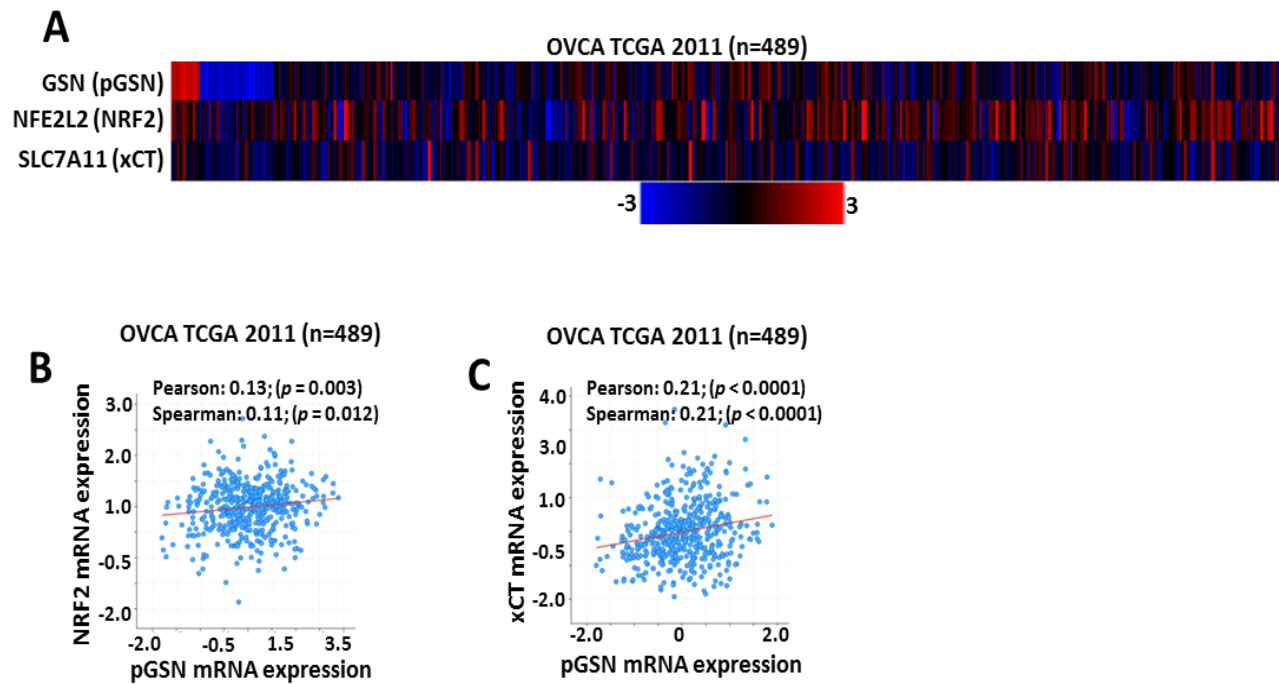 A
OVCA TCGA 2011 (n=489)
GSN (pGSN)
NFE2L2 (NRF2)
SLC7A11 (xCT)
-3
3
B
OVCA TCGA 2011 (n=489)
Pearson: 0.13; (p = 0.003)
Spearman: 0.11; (p = 0.012)
NRF2 mRNA expression
3.0
2.0
1.0
-0.5
-2.0
-2.0 -0.5 1.5 3.5
pGSN mRNA expression
C
OVCA TCGA 2011 (n=489)
Pearson: 0.21; (p < 0.0001)
Spearman: 0.21; (p < 0.0001)
xCT mRNA expression
4.0
3.0
1.0
-0.5
-2.0
-2.0 0 2.0
pGSN mRNA expression